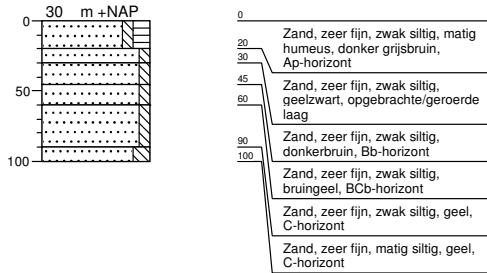 30 m +NAP
0
50
100
0
Zand, zeer fijn, zwak siltig, matig
humeus, donker grijsbruin,
Ap-horizont
20
Zand, zeer fijn, zwak siltig,
geelzwart, opgebrachte/geroerde
laag
30
Zand, zeer fijn, zwak siltig,
donkerbruin, Bb-horizont
45
Zand, zeer fijn, zwak siltig,
bruingeel, BCb-horizont
60
Zand, zeer fijn, zwak siltig, geel,
C-horizont
90
Zand, zeer fijn, matig siltig, geel,
C-horizont
100